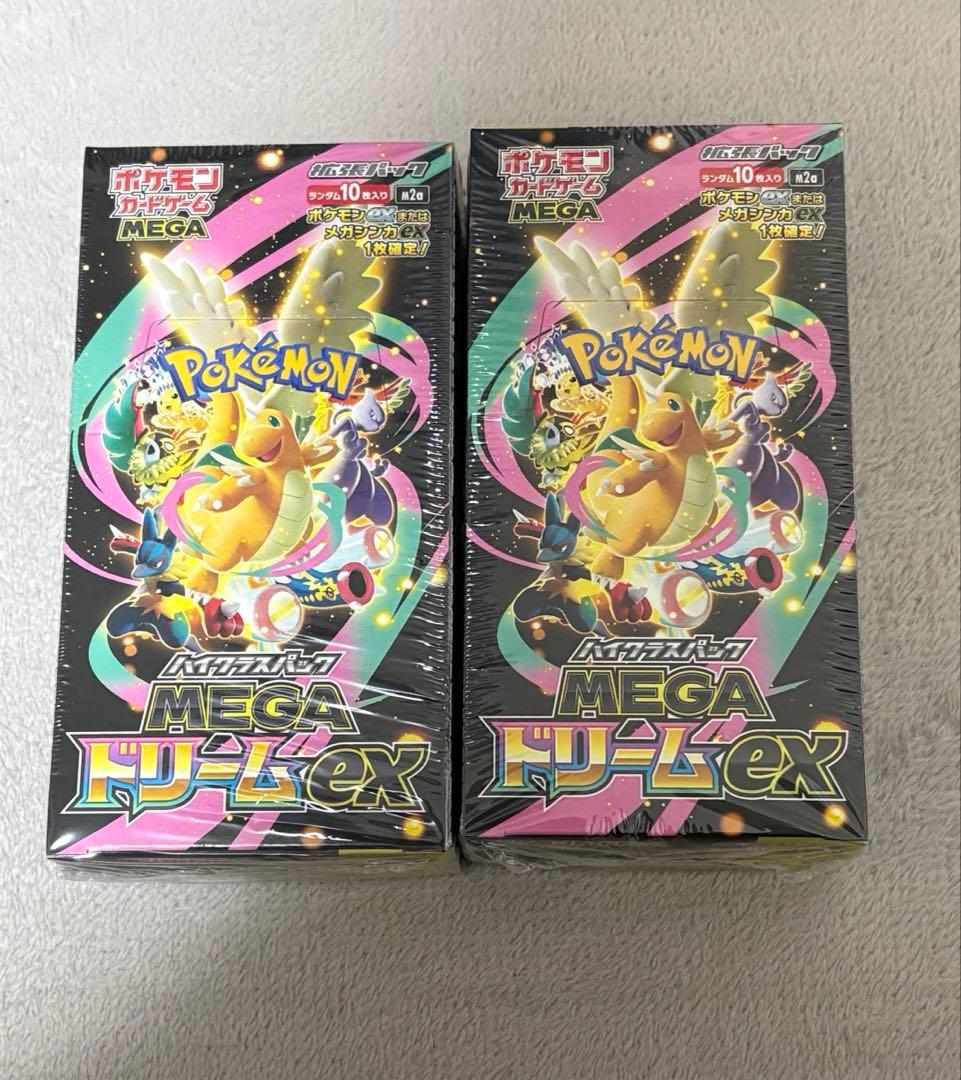 ポケモン
カードゲーム
MEGA
拡張パック
ランダム10枚入り M2a
ポケモンexまたは
メガシンカex
1枚確定!
POKéMON
ハイクラスパック
MEGA
ドリームex
ポケモン
カードゲーム
MEGA
拡張パック
ランダム10枚入り M2a
ポケモンexまたは
メガシンカex
1枚確定!
POKéMON
ハイクラスパック
MEGA
ドリームex